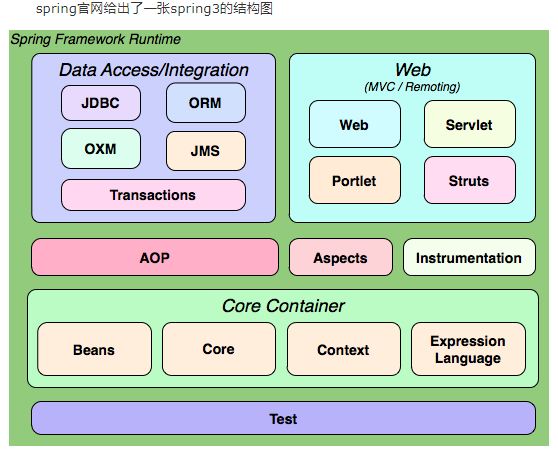 spring官网给出了一张spring3的结构图
Spring Framework Runtime
Data Access/Integration
JDBC
ORM
OXM
JMS
Transactions
Web
(MVC / Remoting)
Web
Servlet
Portlet
Struts
AOP
Aspects
Instrumentation
Core Container
Beans
Core
Context
Expression
Language
Test